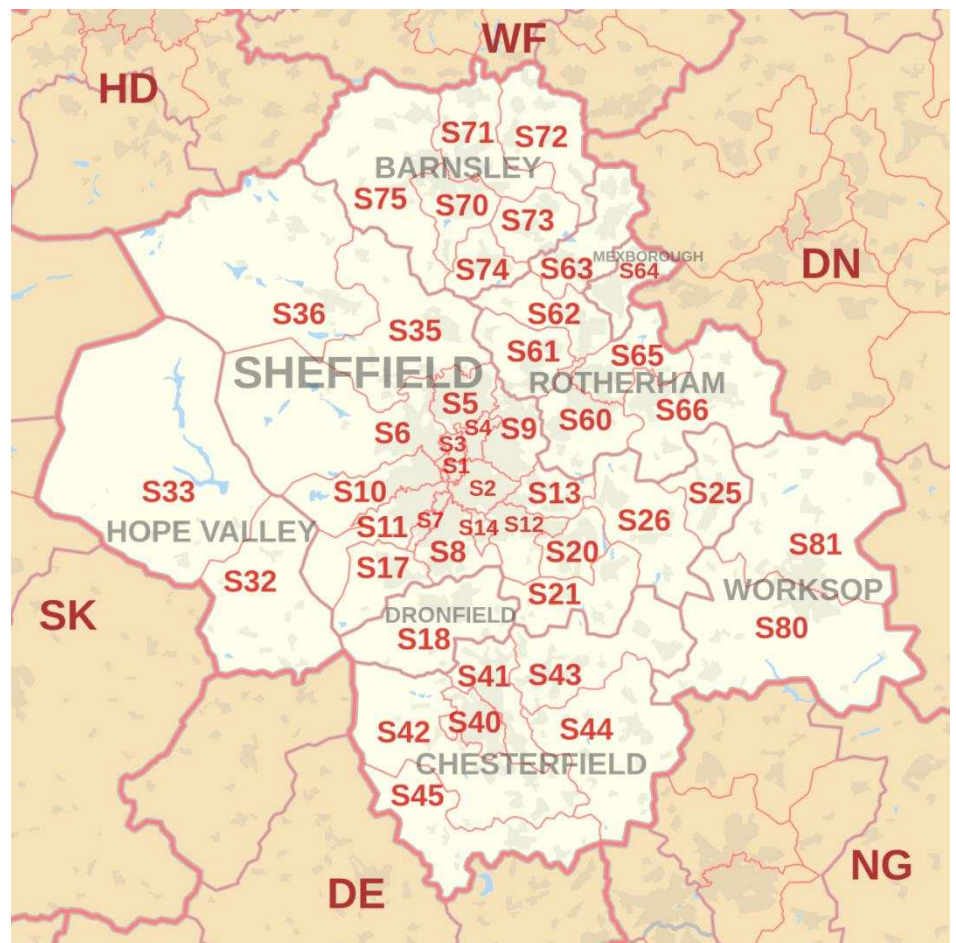 WF
HD
S71
S72
BARNSLEY
S75
S70
S73
MEXBOROUGH
S74
S63
S64
DN
S36
S62
S35
S61
S65
SHEFFIELD
ROTHERHAM
S5
S66
S60
S6
S4
S9
S3
S1
S33
S10
S2
S13
S25
S26
HOPE VALLEY
S11
S7
S14
S12
S81
S8
S20
S17
S32
WORKSOP
S21
SK
DRONFIELD
S80
S18
S41
S43
S42
S40
S44
CHESTERFIELD
S45
NG
DE